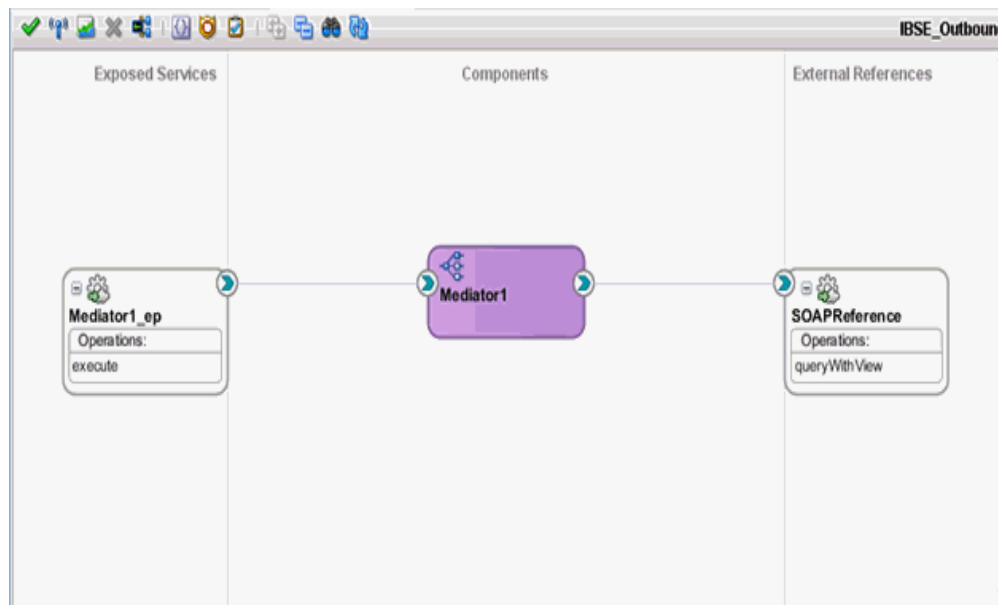 IBSE_Outboun
Exposed Services
Components
External References
Mediator1_ep
Operations:
execute
Mediator1
SOAPReference
Operations:
queryWithView